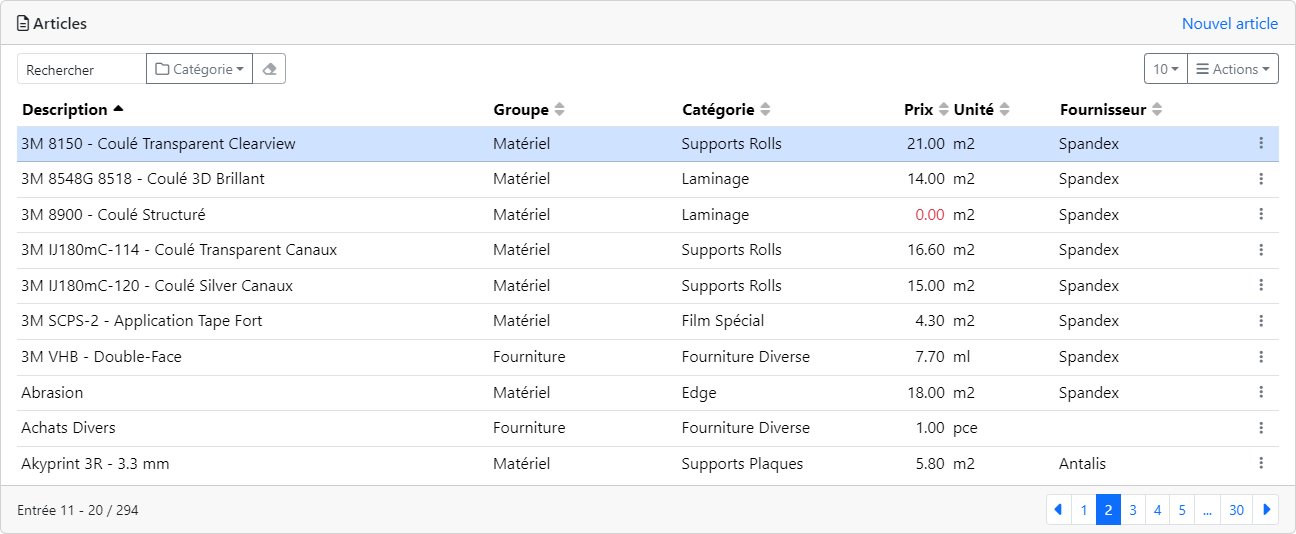 Articles Nouvel article
Rechercher Catégorie 10 Actions
Description Groupe Catégorie Prix Unité Fournisseur
3M 8150 - Coulé Transparent Clearview Matériel Supports Rolls 21.00 m2 Spandex
3M 8548G 8518 - Coulé 3D Brillant Matériel Laminage 14.00 m2 Spandex
3M 8900 - Coulé Structuré Matériel Laminage 0.00 m2 Spandex
3M IJ180mC-114 - Coulé Transparent Canaux Matériel Supports Rolls 16.60 m2 Spandex
3M IJ180mC-120 - Coulé Silver Canaux Matériel Supports Rolls 15.00 m2 Spandex
3M SCPS-2 - Application Tape Fort Matériel Film Spécial 4.30 m2 Spandex
3M VHB - Double-Face Fourniture Fourniture Diverse 7.70 ml Spandex
Abrasion Matériel Edge 18.00 m2 Spandex
Achats Divers Fourniture Fourniture Diverse 1.00 pce
Akyprint 3R - 3.3 mm Matériel Supports Plaques 5.80 m2 Antalis
Entrée 11 - 20 / 294 1 2 3 4 5 ... 30